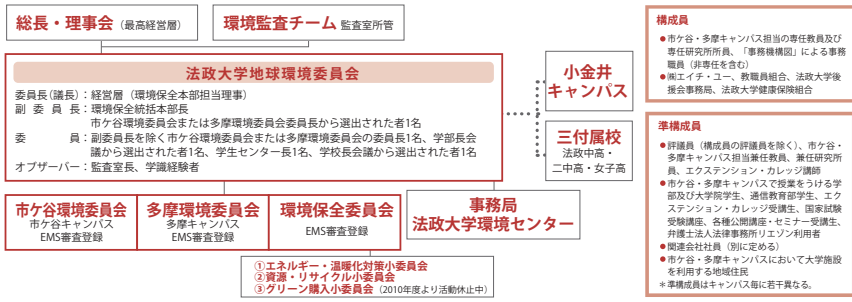 総長・理事会（最高経営層）
環境監査チーム 監査室所管
法政大学地球環境委員会
委員長（議長）：経営層（環境保全本部担当理事）
副委員長：環境保全統括本部長
市ケ谷環境委員会または多摩環境委員会委員長から選出された者1名
委員：副委員長を除く市ケ谷環境委員会または多摩環境委員会の委員長1名、学部長会
議から選出された者1名、学生センター長1名、学校長会議から選出された者1名
オブザーバー：監査室長、学識経験者
小金井
キャンパス
三付属校
法政中高・
二中高・女子高
市ケ谷環境委員会
市ケ谷キャンパス
EMS審査登録
多摩環境委員会
多摩キャンパス
EMS審査登録
環境保全委員会
EMS審査登録
事務局
法政大学環境センター
①エネルギー・温暖化対策小委員会
②資源・リサイクル小委員会
③グリーン購入小委員会（2010年度より活動休止中）
構成員
●市ケ谷・多摩キャンパス担当の専任教員及び
専任研究所所員、「事務機構図」による事務
職員（非専任を含む）
●㈱エイチ・ユー、教職員組合、法政大学後
援会事務局、法政大学健康保険組合
準構成員
●評議員（構成員の評議員を除く）、市ケ谷・
多摩キャンパス担当兼任教員、兼任研究所
員、エクステンション・カレッジ講師
●市ケ谷・多摩キャンパスで授業をうける学
部及び大学院学生、通信教育部学生、エク
ステンション・カレッジ受講生、国家試験
受験講座、各種公開講座・セミナー受講生、
弁護士法人法律事務所リエゾン利用者
●関連会社社員（別に定める）
●市ケ谷・多摩キャンパスにおいて大学施設
を利用する地域住民
＊準構成員はキャンパス毎に若干異なる。